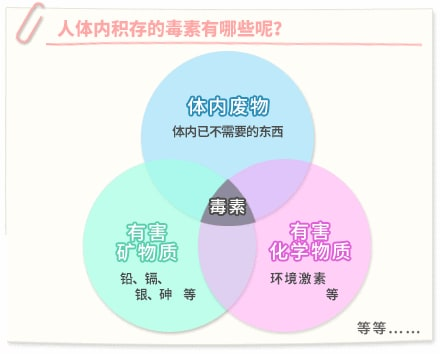 人体内积存的毒素有哪些呢?
体内废物
体内已不需要的东西
毒素
有害
矿物质
铅、镉、
银、砷 等
有害
化学物质
环境激素
等
等等……